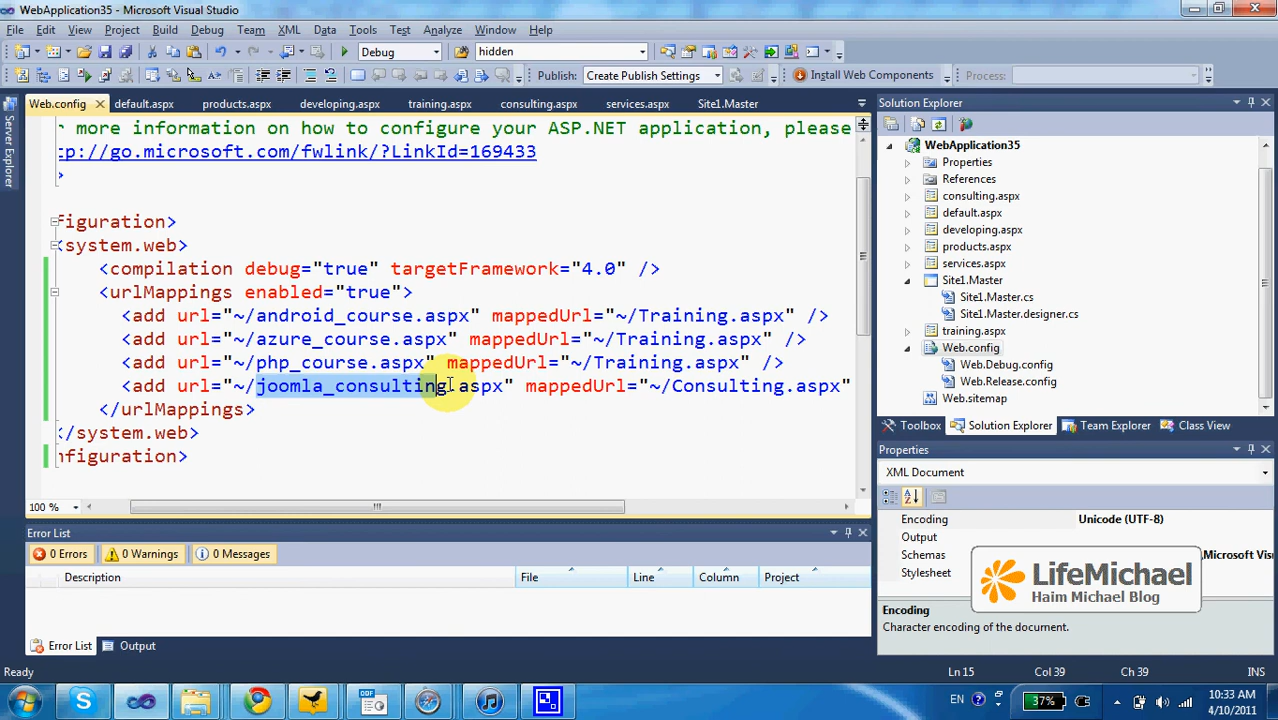 WebApplication35 - Microsoft Visual Studio
File Edit View Project Build Debug Team XML Data Tools Test Analyze Window Help
Debug hidden
Publish: Create Publish Settings Install Web Components Process:
Server Explorer
Web.config default.aspx products.aspx developing.aspx training.aspx consulting.aspx services.aspx Site1.Master
r more information on how to configure your ASP.NET application, please
tp://go.microsoft.com/fwlink/?LinkId=169433
>
figuration>
<system.web>
<compilation debug="true" targetFramework="4.0" />
<urlMappings enabled="true">
<add url="~/android_course.aspx" mappedUrl="~/Training.aspx" />
<add url="~/azure_course.aspx" mappedUrl="~/Training.aspx" />
<add url="~/php_course.aspx" mappedUrl="~/Training.aspx" />
<add url="~/joomla_consulting.aspx" mappedUrl="~/Consulting.aspx"
</urlMappings>
</system.web>
nfiguration>
100 %
Error List
0 Errors 0 Warnings 0 Messages
Description File Line Column Project
Error List Output
Solution Explorer
WebApplication35
Properties
References
consulting.aspx
default.aspx
developing.aspx
products.aspx
services.aspx
Site1.Master
Site1.Master.cs
Site1.Master.designer.cs
training.aspx
Web.config
Web.Debug.config
Web.Release.config
Web.sitemap
Toolbox Solution Explorer Team Explorer Class View
Properties
XML Document
Encoding Unicode (UTF-8)
Output
Schemas Microsoft Vis
Stylesheet
LifeMichael
Haim Michael Blog
Encoding
Character encoding of the document.
Ready Ln 15 Col 39 Ch 39 INS
EN 37% 10:33 AM
4/10/2011